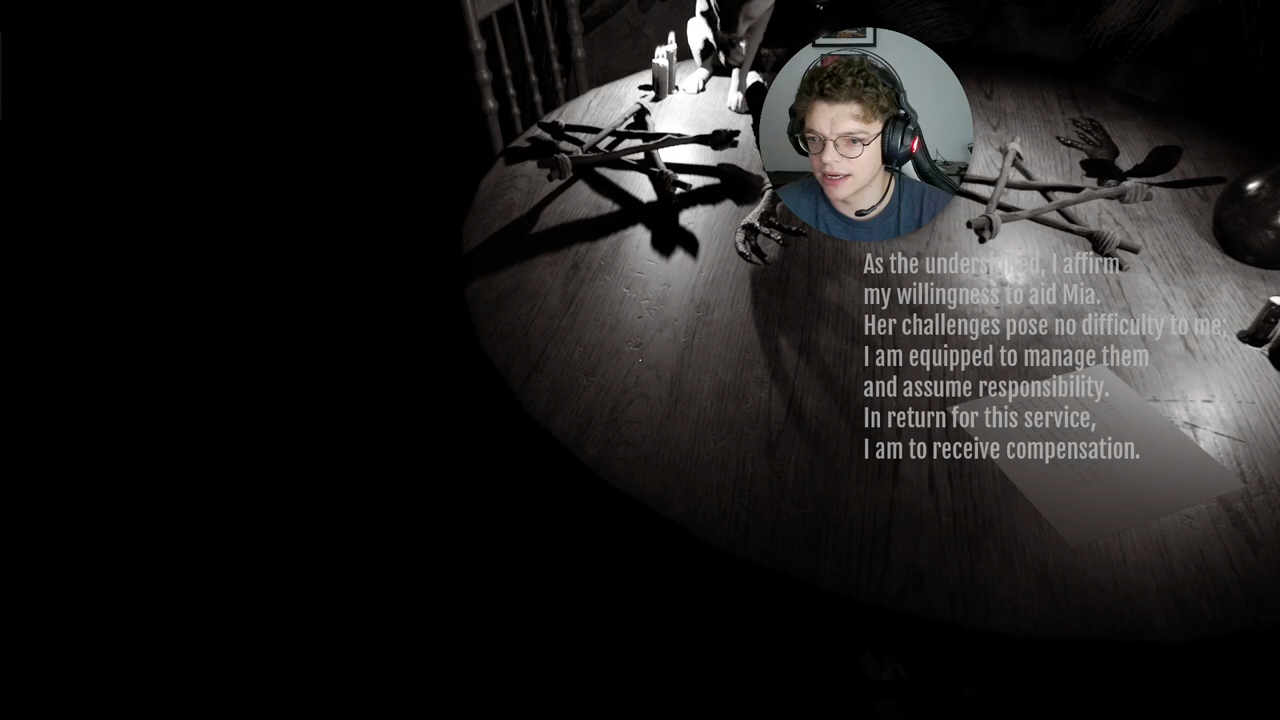 As the undersigned, I affirm
my willingness to aid Mia.
Her challenges pose no difficulty to me;
I am equipped to manage them
and assume responsibility.
In return for this service,
I am to receive compensation.